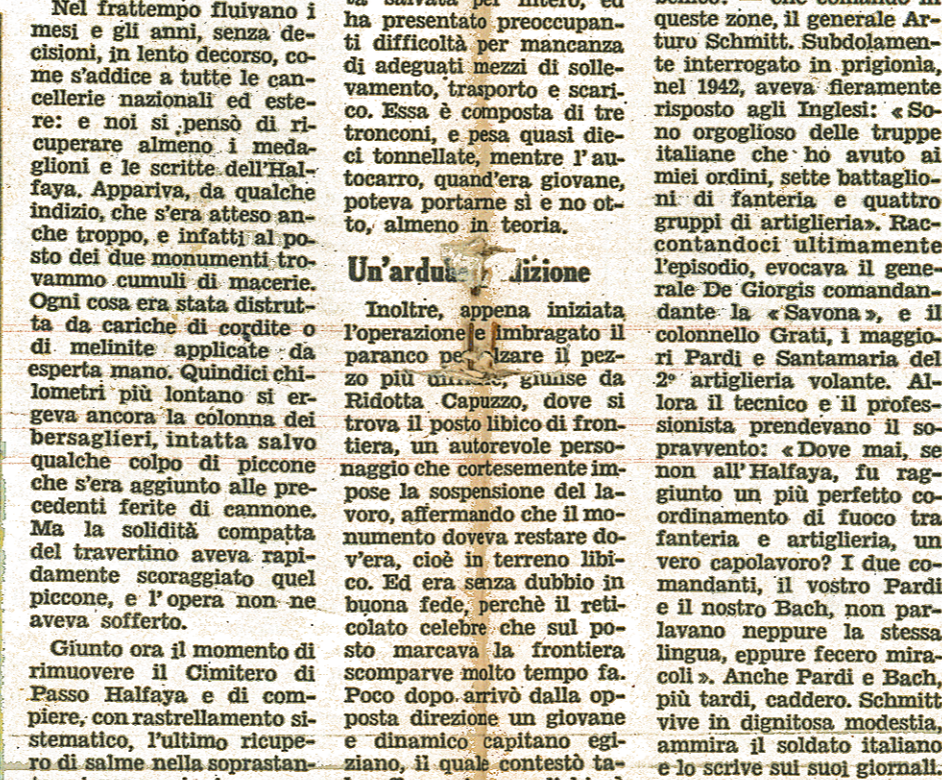 Nel frattempo fluivano i
mesi e gli anni, senza de-
cisioni, in lento decorso, co-
me s'addice a tutte le can-
cellerie nazionali ed este-
re: e noi si pensò di ri-
cuperare almeno i meda-
glioni e le scritte dell'Hal-
faya. Appariva, da qualche
indizio, che s'era atteso an-
che troppo, e infatti al po-
sto dei due monumenti tro-
vammo cumuli di macerie.
Ogni cosa era stata distrut-
ta da cariche di cordite o
di melinite applicate da
esperta mano. Quindici chi-
lometri più lontano si er-
geva ancora la colonna dei
bersaglieri, intatta salvo
qualche colpo di piccone
che s'era aggiunto alle pre-
cedenti ferite di cannone.
Ma la solidità compatta
del travertino aveva rapi-
damente scoraggiato quel
piccone, e l'opera non ne
aveva sofferto.
Giunto ora il momento di
rimuovere il Cimitero di
Passo Halfaya e di com-
piere, con rastrellamento si-
stematico, l'ultimo ricupe-
ro di salme nella soprastan-
ta salvata per intero, ed
ha presentato preoccupan-
ti difficoltà per mancanza
di adeguati mezzi di solle-
vamento, trasporto e scari-
co. Essa è composta di tre
tronconi, e pesa quasi die-
ci tonnellate, mentre l'au-
tocarro, quand'era giovane,
poteva portarne sì e no ot-
to, almeno in teoria.
Un'ardua dizione
Inoltre, appena iniziata
l'operazione e imbragato il
paranco per alzare il pez-
zo più giunse da
Ridotta Capuzzo, dove si
trova il posto libico di fron-
tiera, un autorevole perso-
naggio che cortesemente im-
pose la sospensione del la-
voro, affermando che il mo-
numento doveva restare do-
v'era, cioè in terreno libi-
co. Ed era senza dubbio in
buona fede, perchè il reti-
colato celebre che sul po-
sto marcava la frontiera
scomparve molto tempo fa.
Poco dopo arrivò dalla op-
posta direzione un giovane
e dinamico capitano egi-
ziano, il quale contestò ta-
che comando in
queste zone, il generale Ar-
turo Schmitt. Subdolamen-
te interrogato in prigionia,
nel 1942, aveva fieramente
risposto agli Inglesi: « So-
no orgoglioso delle truppe
italiane che ho avuto ai
miei ordini, sette battaglio-
ni di fanteria e quattro
gruppi di artiglieria». Rac-
contandoci ultimamente
l'episodio, evocava il gene-
rale De Giorgis comandan-
dante la « Savona », e il
colonnello Grati, i maggio-
ri Pardi e Santamaria del
2º artiglieria volante. Al-
lora il tecnico e il profes-
sionista prendevano il so-
pravvento: « Dove mai, se
non all'Halfaya, fu rag-
giunto un più perfetto co-
ordinamento di fuoco tra
fanteria e artiglieria, un
vero capolavoro? I due co-
mandanti, il vostro Pardi
e il nostro Bach, non par-
lavano neppure la stessa
lingua, eppure fecero mira-
coli ». Anche Pardi e Bach,
più tardi, caddero. Schmitt
vive in dignitosa modestia,
ammira il soldato italiano
e lo scrive sui suoi giornali.